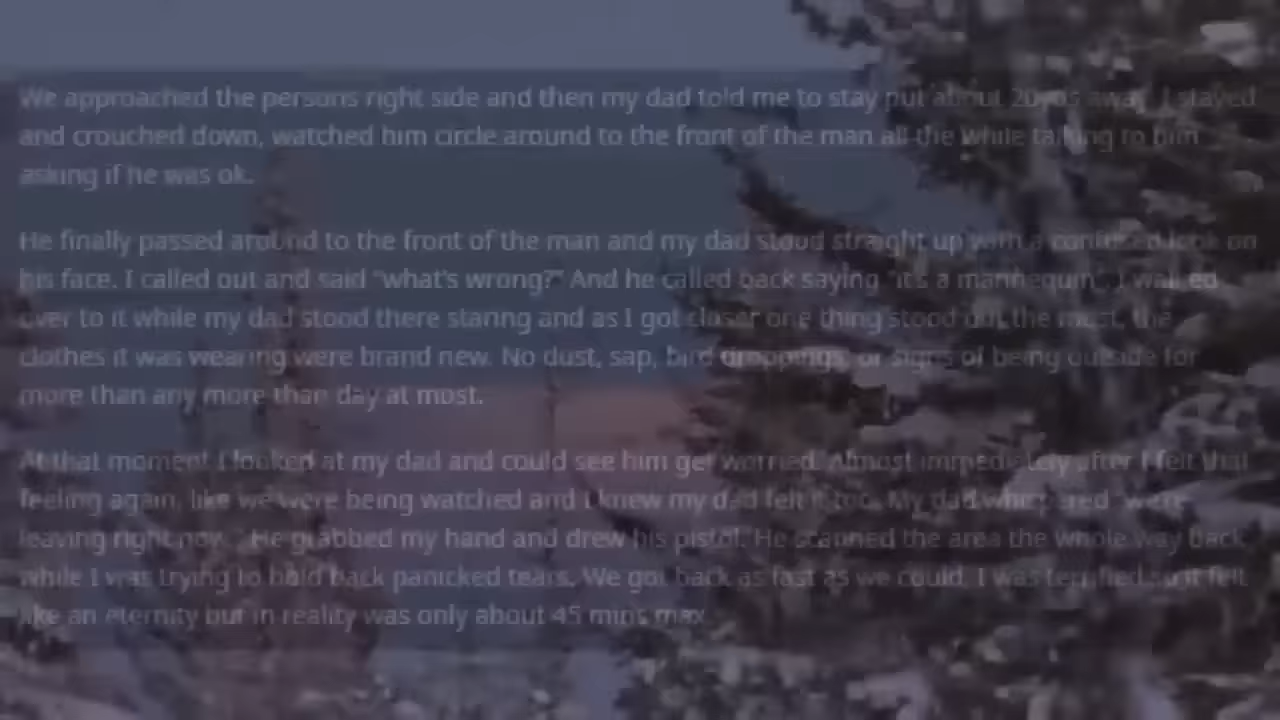 We approached the persons right side and then my dad told me to stay put about 20yds away. I stayed
and crouched down, watched him circle around to the front of the man all the while talking to him
asking if he was ok.
He finally passed around to the front of the man and my dad stood straight up with a confused look on
his face. I called out and said "what's wrong?" And he called back saying "it's a mannequin". I walked
over to it while my dad stood there staring and as I got closer one thing stood out the most, the
clothes it was wearing were brand new. No dust, sap, bird droppings, or signs of being outside for
more than any more than day at most.
At that moment I looked at my dad and could see him get worried. Almost immediately after I felt that
feeling again, like we were being watched and I knew my dad felt it too. My dad whispered "were
leaving right now." He grabbed my hand and drew his pistol. He scanned the area the whole way back
while I was trying to hold back panicked tears. We got back as fast as we could. I was terrified so it felt
like an eternity but in reality was only about 45 mins max